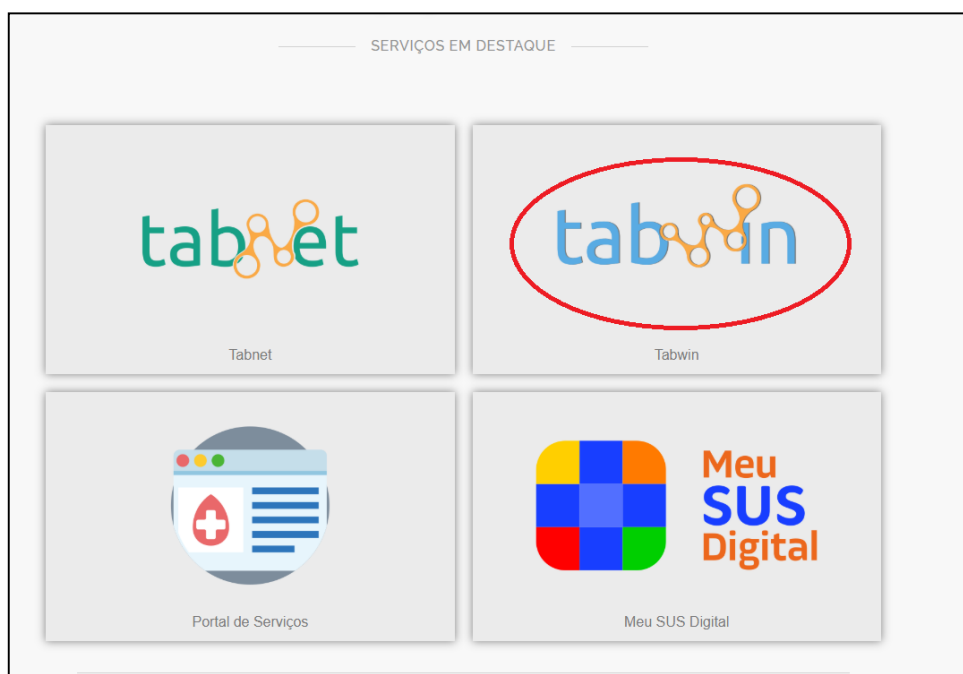 SERVIÇOS EM DESTAQUE
tabnet
tabwin
Tabnet
Tabwin
Meu
SUS
Digital
Portal de Serviços
Meu SUS Digital